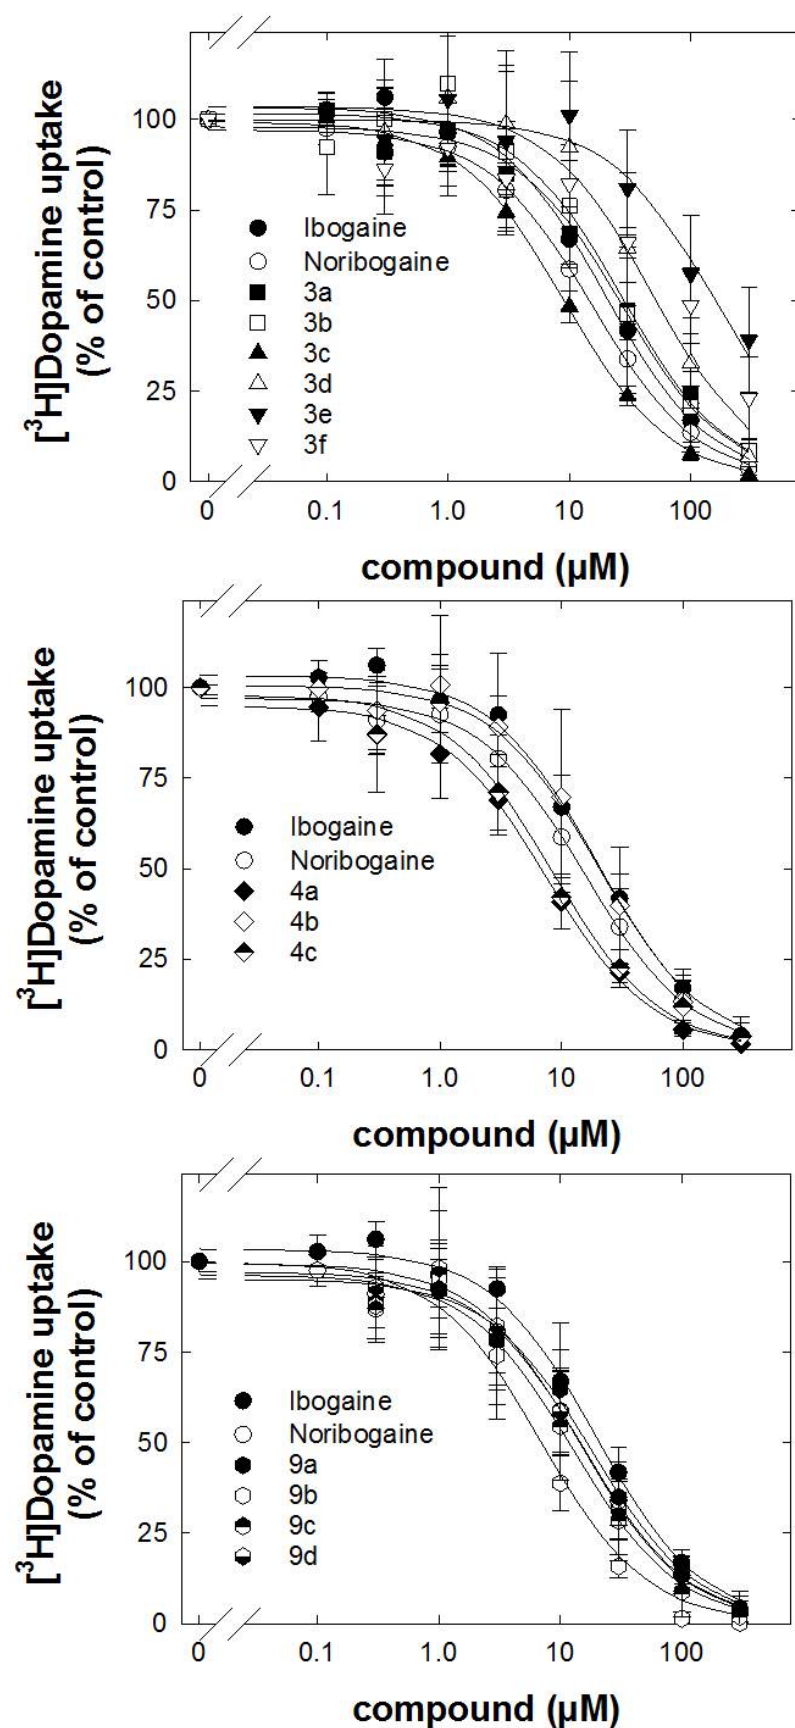 [³H]Dopamine uptake
(% of control)
100
75
50
25
0
Ibogaine
Noribogaine
3a
3b
3c
3d
3e
3f
0 0.1 1.0 10 100
compound (µM)
[³H]Dopamine uptake
(% of control)
100
75
50
25
0
Ibogaine
Noribogaine
4a
4b
4c
0 0.1 1.0 10 100
compound (µM)
[³H]Dopamine uptake
(% of control)
100
75
50
25
0
Ibogaine
Noribogaine
9a
9b
9c
9d
0 0.1 1.0 10 100
compound (µM)